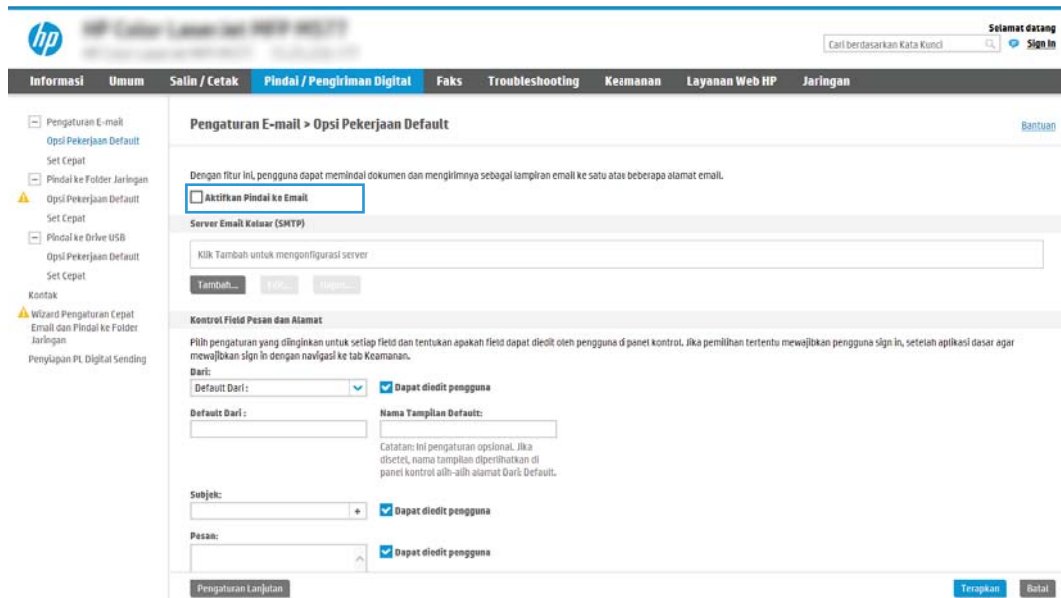 hp
Selamat datang
Cari berdasarkan Kata Kunci
Sign In
Informasi Umum Salin / Cetak Pindai / Pengiriman Digital Faks Troubleshooting Keamanan Layanan Web HP Jaringan
Pengaturan E-mail
Opsi Pekerjaan Default
Set Cepat
Pindai ke Folder Jaringan
Opsi Pekerjaan Default
Set Cepat
Pindai ke Drive USB
Opsi Pekerjaan Default
Set Cepat
Kontak
Wizard Pengaturan Cepat
Email dan Pindai ke Folder
Jaringan
Penyiapan PL Digital Sending
Pengaturan E-mail > Opsi Pekerjaan Default
Bantuan
Dengan fitur ini, pengguna dapat memindai dokumen dan mengirimnya sebagai lampiran email ke satu atau beberapa alamat email.
Aktifkan Pindai ke Email
Server Email Keluar (SMTP)
Klik Tambah untuk mengonfigurasi server
Tambah...
Kontrol Field Pesan dan Alamat
Pilih pengaturan yang diinginkan untuk setiap field dan tentukan apakah field dapat diedit oleh pengguna di panel kontrol. Jika pemilihan tertentu mewajibkan pengguna sign in, setelah aplikasi dasar agar
mewajibkan sign in dengan navigasi ke tab Keamanan.
Dari:
Default Dari :
Dapat diedit pengguna
Default Dari :
Nama Tampilan Default:
Catatan: Ini pengaturan opsional. Jika
disetel, nama tampilan diperlihatkan di
panel kontrol alih-alih alamat Dari: Default.
Subjek:
+
Dapat diedit pengguna
Pesan:
Dapat diedit pengguna
Pengaturan Lanjutan
Terapkan
Batal